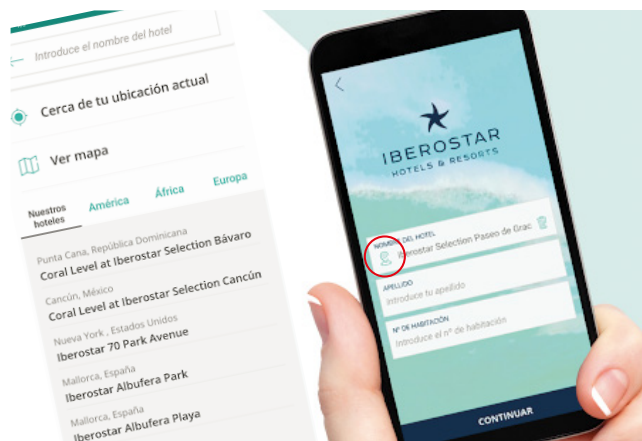 Introduce el nombre del hotel
Cerca de tu ubicación actual
Ver mapa
Nuestros
hoteles
América
África
Europa
Punta Cana, República Dominicana
Coral Level at Iberostar Selection Bávaro
Cancún, México
Coral Level at Iberostar Selection Cancún
Nueva York , Estados Unidos
Iberostar 70 Park Avenue
Mallorca, España
Iberostar Albufera Park
Mallorca, España
Iberostar Albufera Playa
IBEROSTAR
HOTELS & RESORTS
NOMBRE DEL HOTEL
Iberostar Selection Paseo de Grac
APELLIDO
Introduce tu apellido
Nº DE HABITACIÓN
Introduce el nº de habitación
CONTINUAR